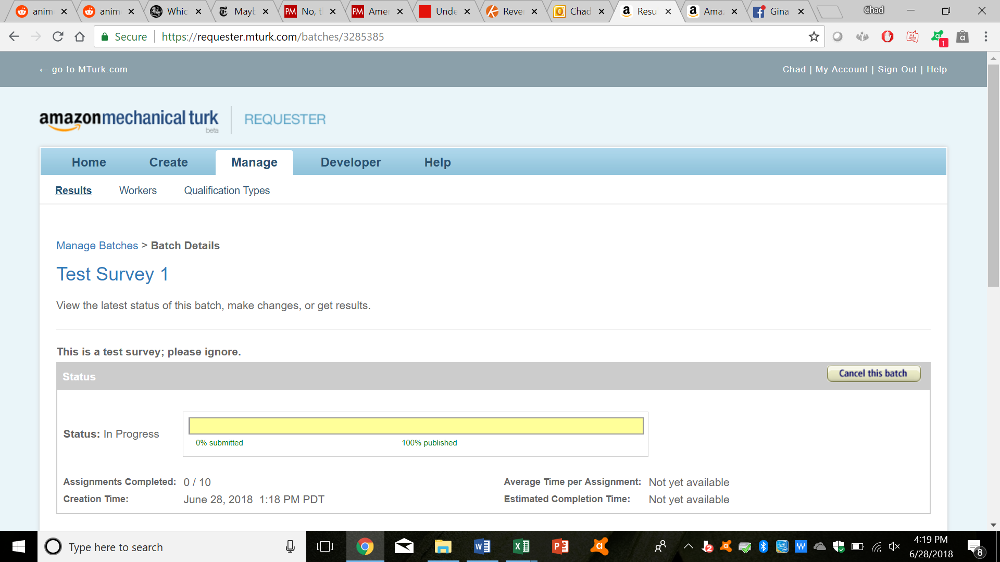 anim
anim
Whic
Mayb
PM No, t
PM Amer
Unde
Reve
Chad
a Resu
a Ama
f Gina
Chad
Secure
https://requester.mturk.com/batches/3285385
1
← go to MTurk.com
Chad | My Account | Sign Out | Help
amazonmechanical turk
beta
REQUESTER
Home
Create
Manage
Developer
Help
Results
Workers
Qualification Types
Manage Batches > Batch Details
Test Survey 1
View the latest status of this batch, make changes, or get results.
This is a test survey; please ignore.
Status
Cancel this batch
Status: In Progress
0% submitted
100% published
Assignments Completed: 0 / 10
Average Time per Assignment: Not yet available
Creation Time: June 28, 2018 1:18 PM PDT
Estimated Completion Time: Not yet available
Type here to search
2
4:19 PM
6/28/2018
8